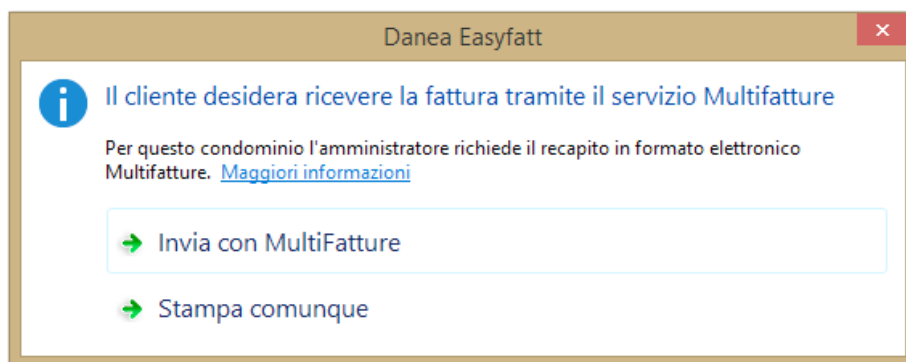 Danea Easyfatt
Il cliente desidera ricevere la fattura tramite il servizio Multifatture
Per questo condominio l'amministratore richiede il recapito in formato elettronico
Multifatture. Maggiori informazioni
Invia con MultiFatture
Stampa comunque